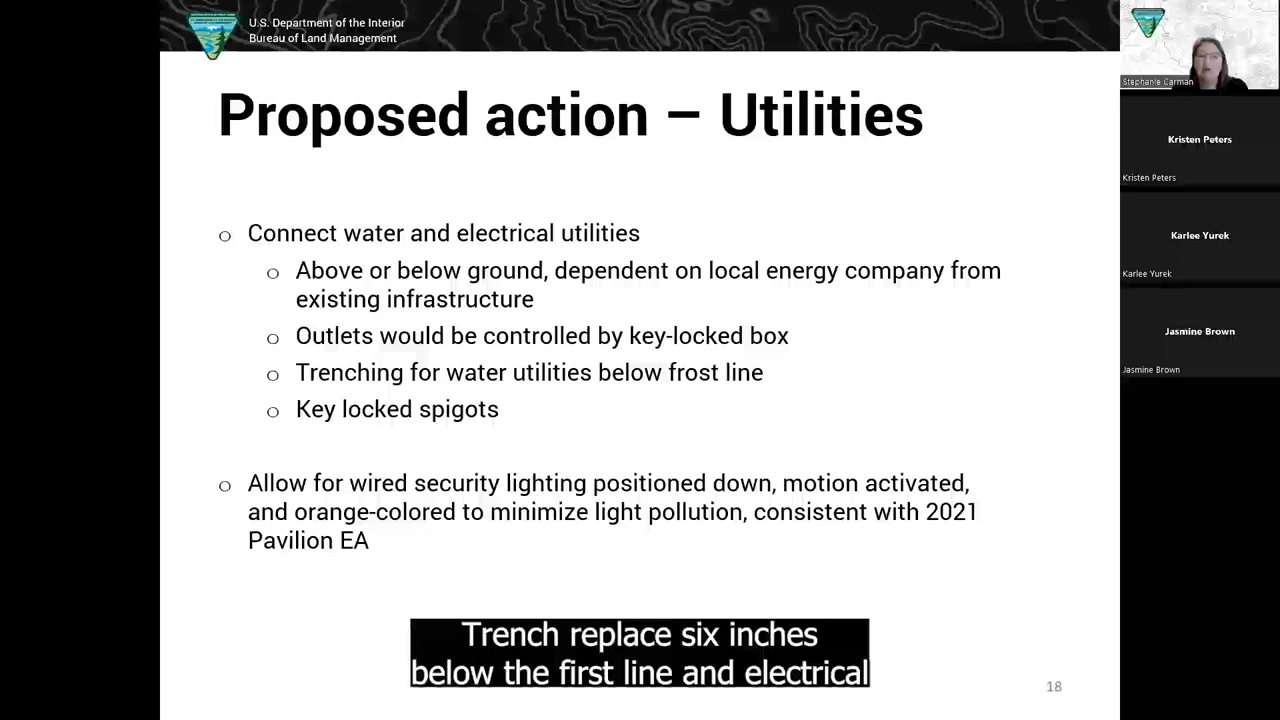 U.S. Department of the Interior
Bureau of Land Management
Proposed action – Utilities
o Connect water and electrical utilities
o Above or below ground, dependent on local energy company from
existing infrastructure
o Outlets would be controlled by key-locked box
o Trenching for water utilities below frost line
o Key locked spigots
o Allow for wired security lighting positioned down, motion activated,
and orange-colored to minimize light pollution, consistent with 2021
Pavilion EA
Trench replace six inches
below the first line and electrical
18
Stephanie Carman
Kristen Peters
Kristen Peters
Karlee Yurek
Karlee Yurek
Jasmine Brown
Jasmine Brown